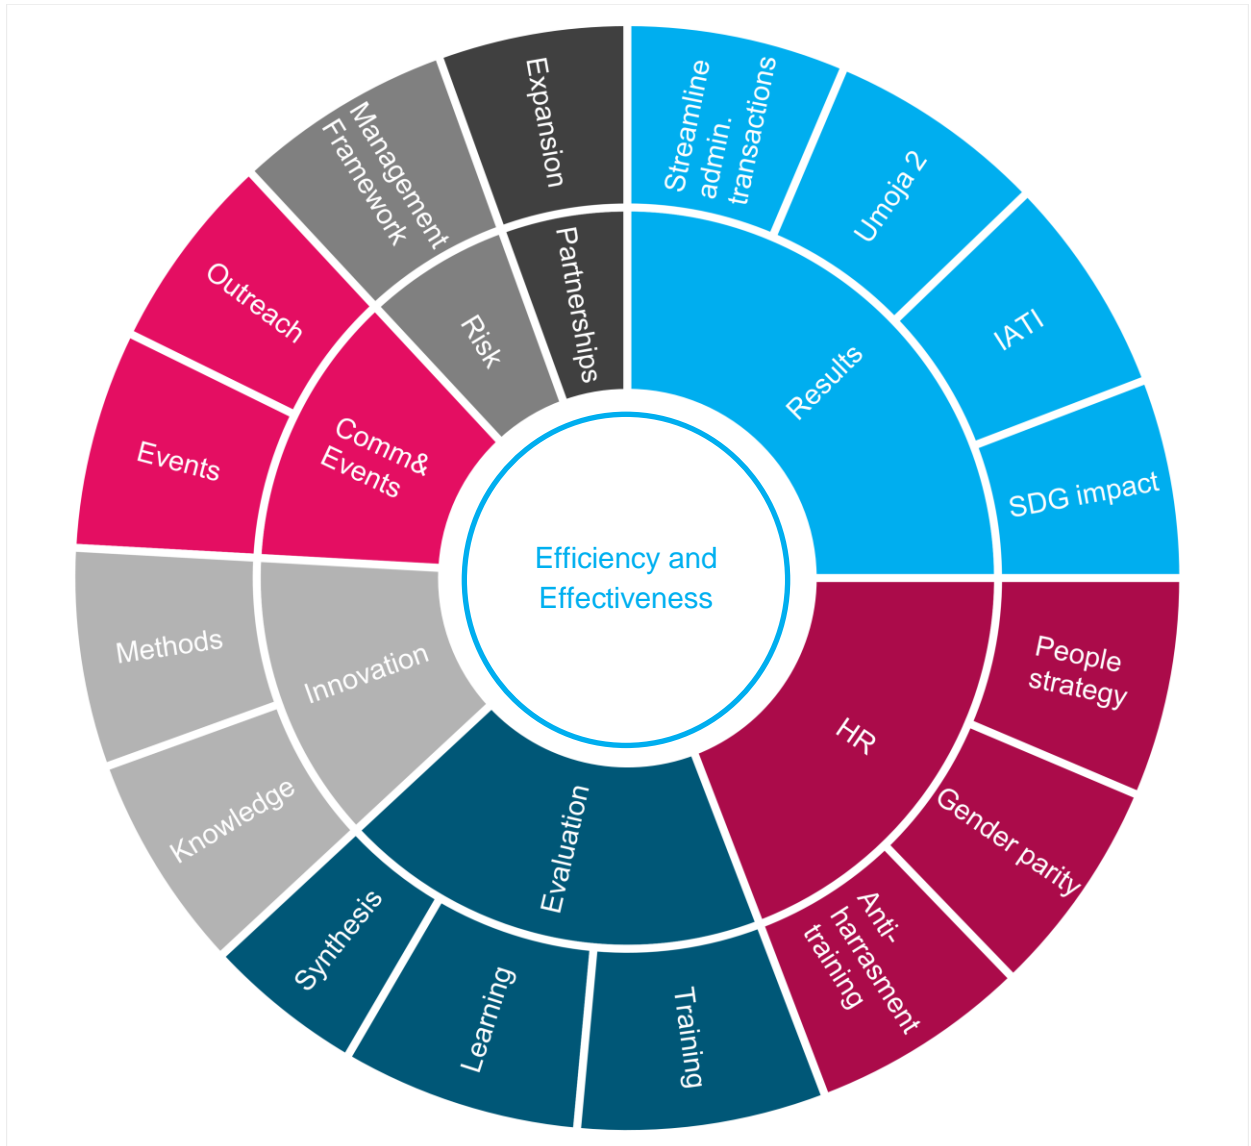 Efficiency and
Effectiveness
Results
Streamline
admin.
transactions
Umoja 2
IATI
SDG impact
HR
People
strategy
Gender parity
Anti-
harrasment
training
Evaluation
Training
Learning
Synthesis
Innovation
Knowledge
Methods
Comm&
Events
Events
Outreach
Risk
Management
Framework
Partnerships
Expansion